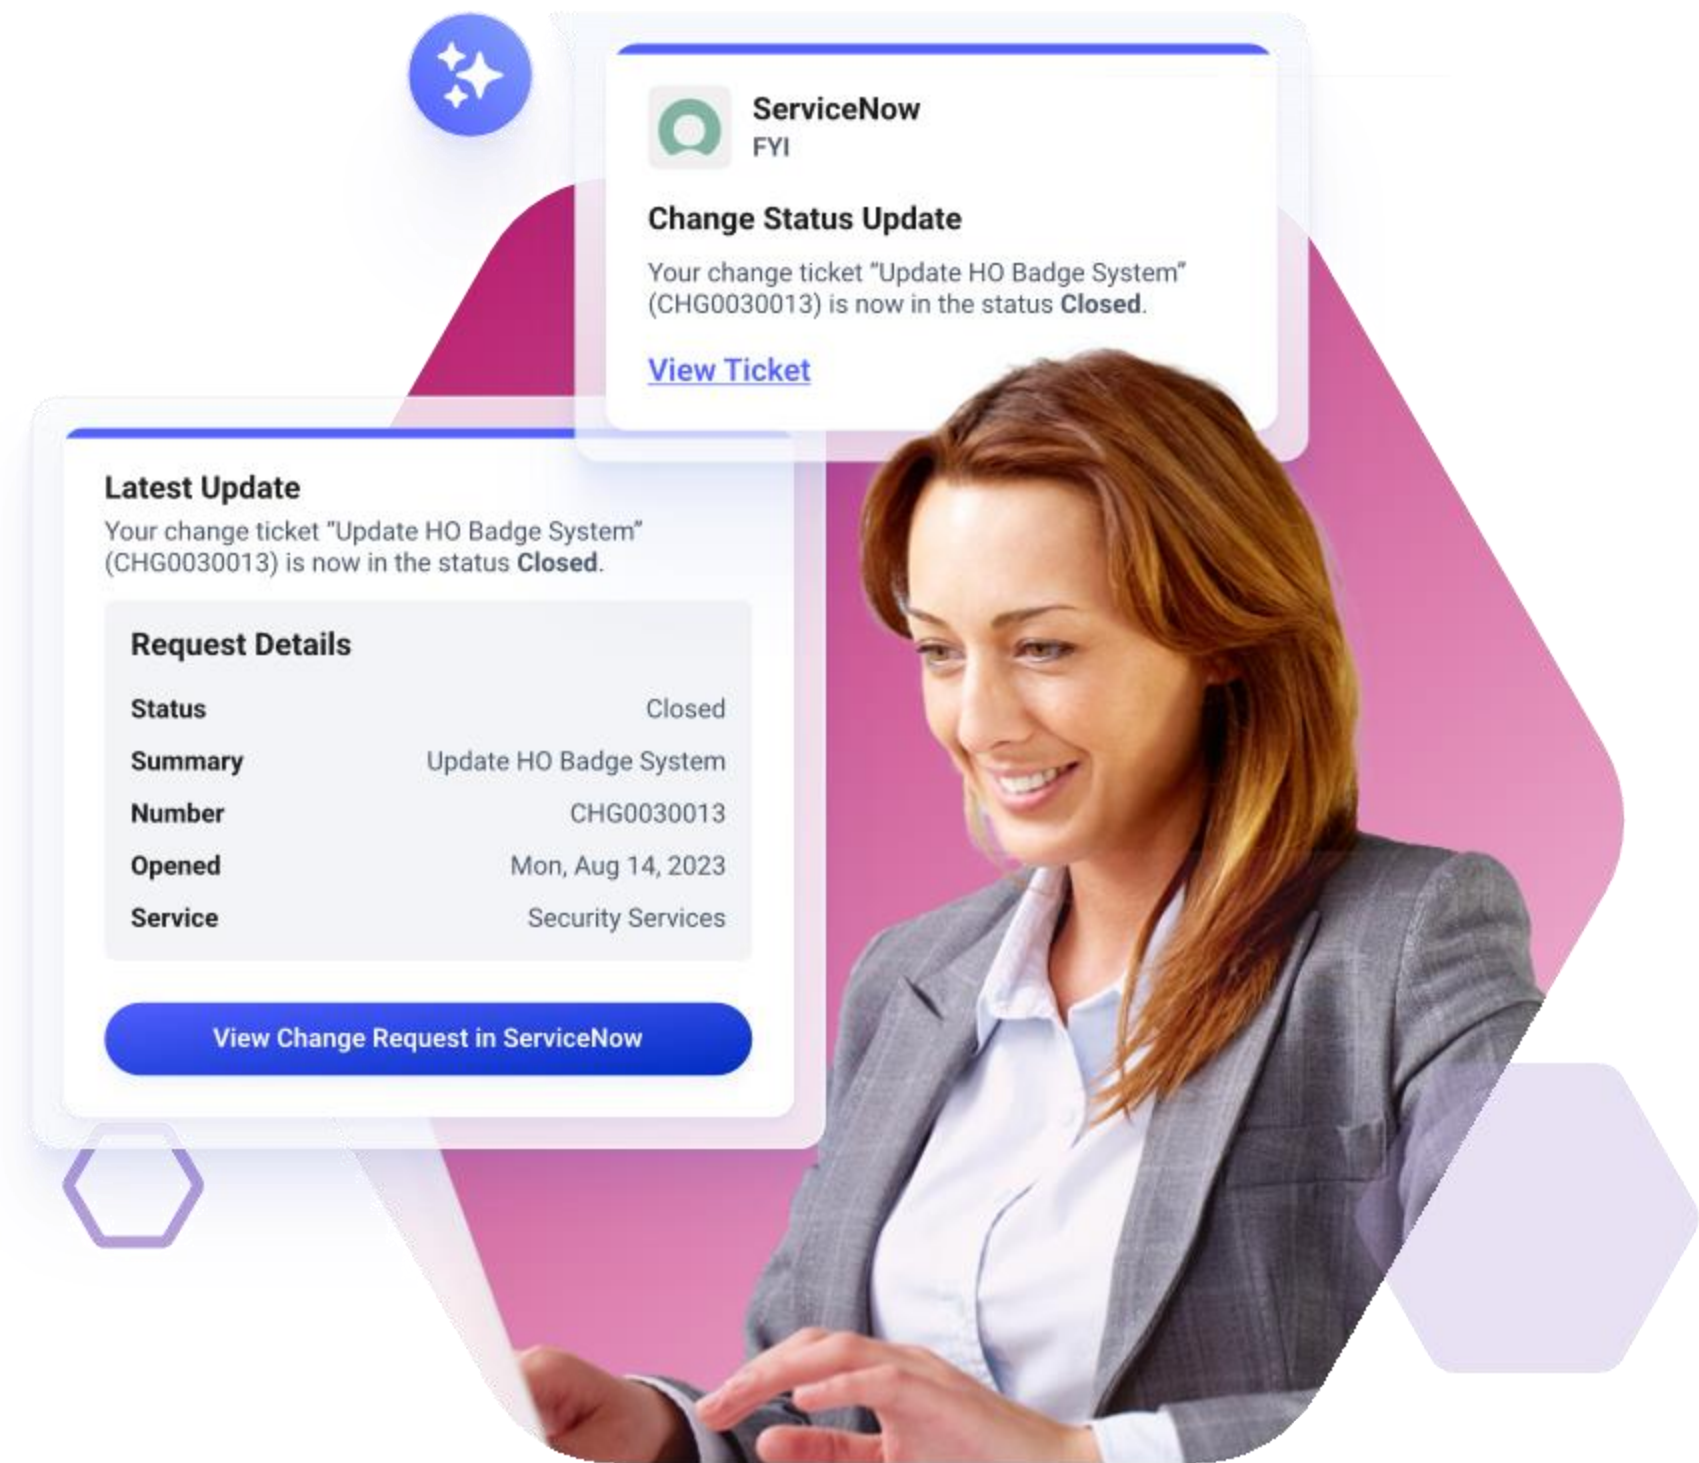 ServiceNow
FYI
Change Status Update
Your change ticket “Update HO Badge System”
(CHG0030013) is now in the status Closed.
View Ticket
Latest Update
Your change ticket “Update HO Badge System”
(CHG0030013) is now in the status Closed.
Request Details
Status Closed
Summary Update HO Badge System
Number CHG0030013
Opened Mon, Aug 14, 2023
Service Security Services
View Change Request in ServiceNow